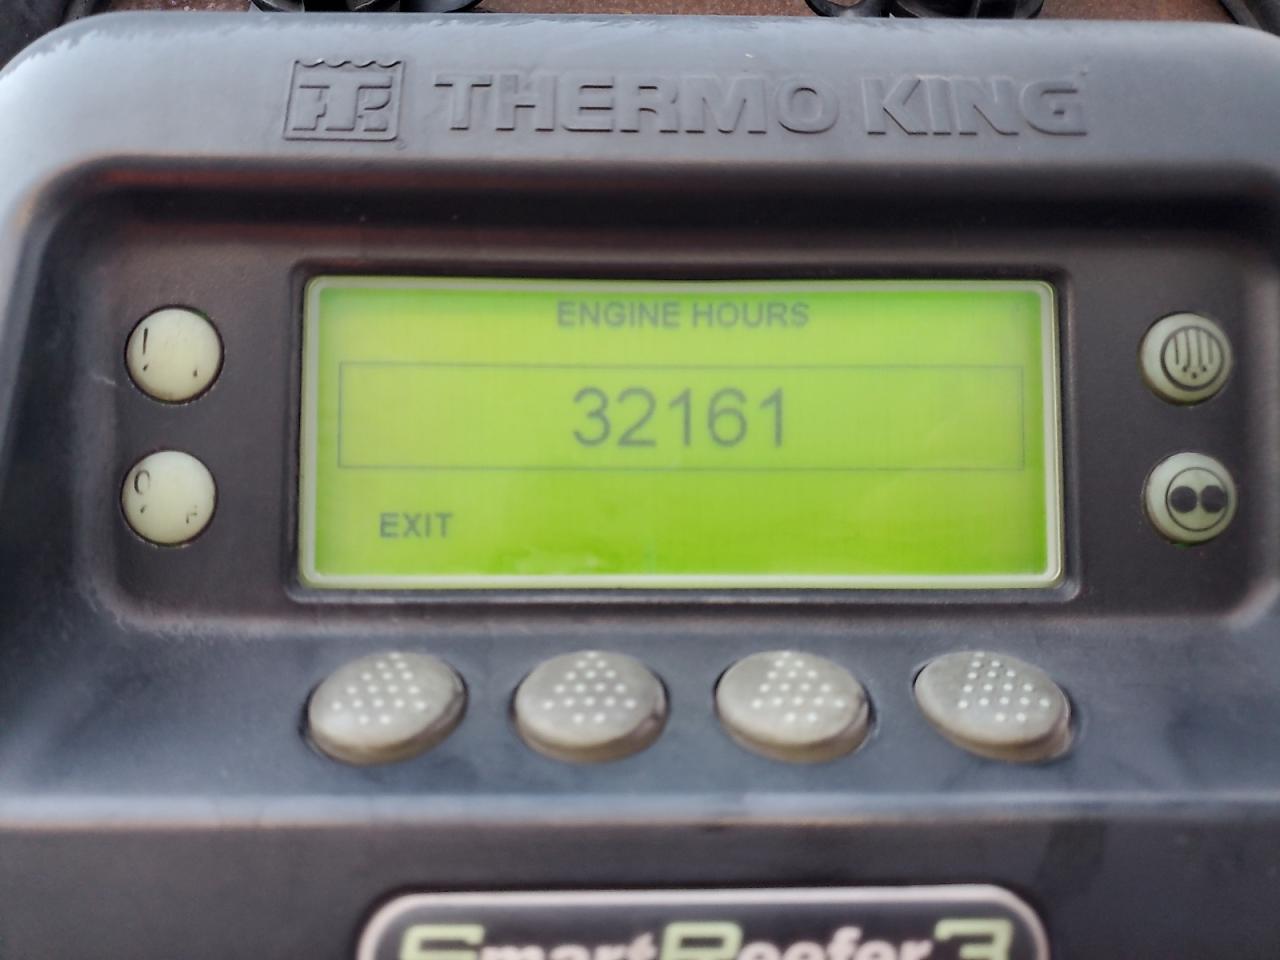 THERMO KING
ENGINE HOURS
32161
EXIT
SmartReefer3